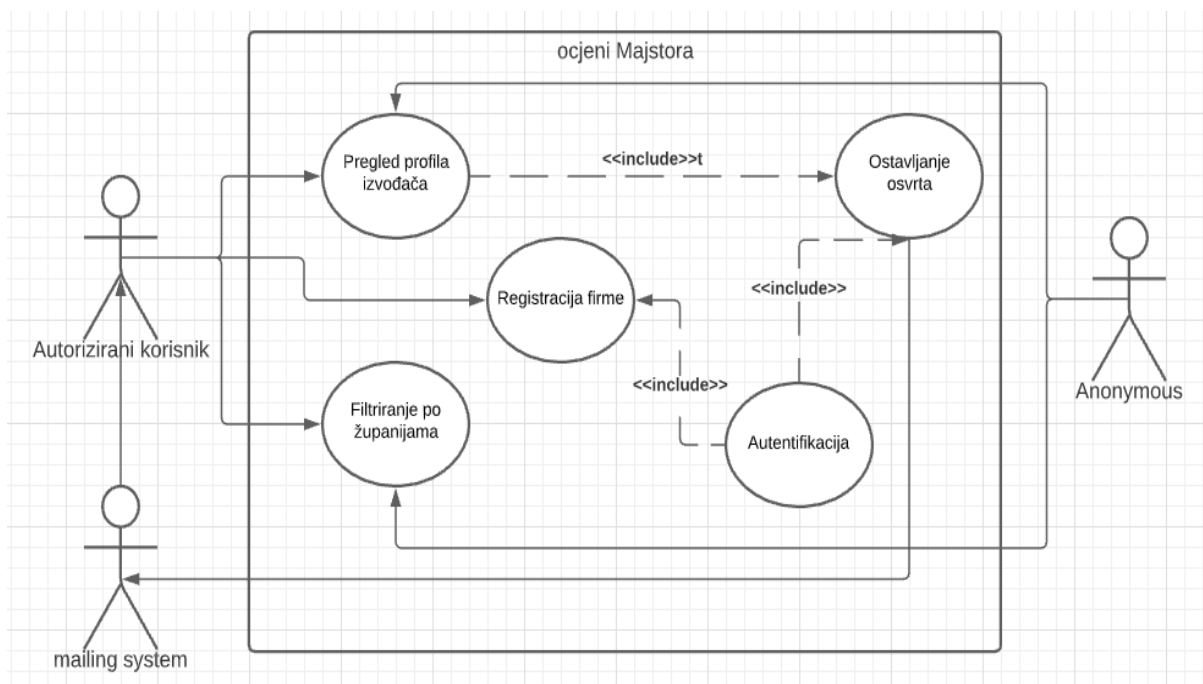 ocjeni Majstora
Pregled profila
izvođača
<<include>>t
Ostavljanje
osvrta
Registracija firme
<<include>>
Autorizirani korisnik
<<include>>
Anonymous
Filtriranje po
županijama
Autentifikacija
mailing system